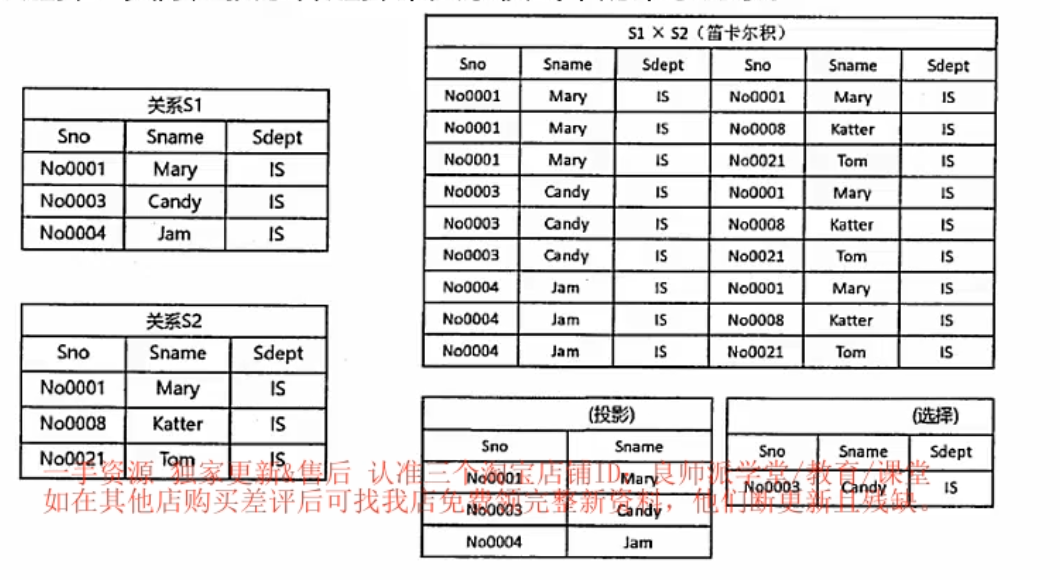 关系S1
Sno Sname Sdept
No0001 Mary IS
No0003 Candy IS
No0004 Jam IS
关系S2
Sno Sname Sdept
No0001 Mary IS
No0008 Katter IS
No0021 Tom IS
S1 × S2（笛卡尔积）
Sno Sname Sdept Sno Sname Sdept
No0001 Mary IS No0001 Mary IS
No0001 Mary IS No0008 Katter IS
No0001 Mary IS No0021 Tom IS
No0003 Candy IS No0001 Mary IS
No0003 Candy IS No0008 Katter IS
No0003 Candy IS No0021 Tom IS
No0004 Jam IS No0001 Mary IS
No0004 Jam IS No0008 Katter IS
No0004 Jam IS No0021 Tom IS
(投影)
Sno Sname
No0001 Mary
No0003 Candy
No0004 Jam
(选择)
Sno Sname Sdept
No0003 Candy IS
一手资源 独家更新&售后 认准三个淘宝店铺ID：良师派学堂/教育/课堂
如在其他店购买差评后可找我店免费领完整新资料，他们断更新且残缺。